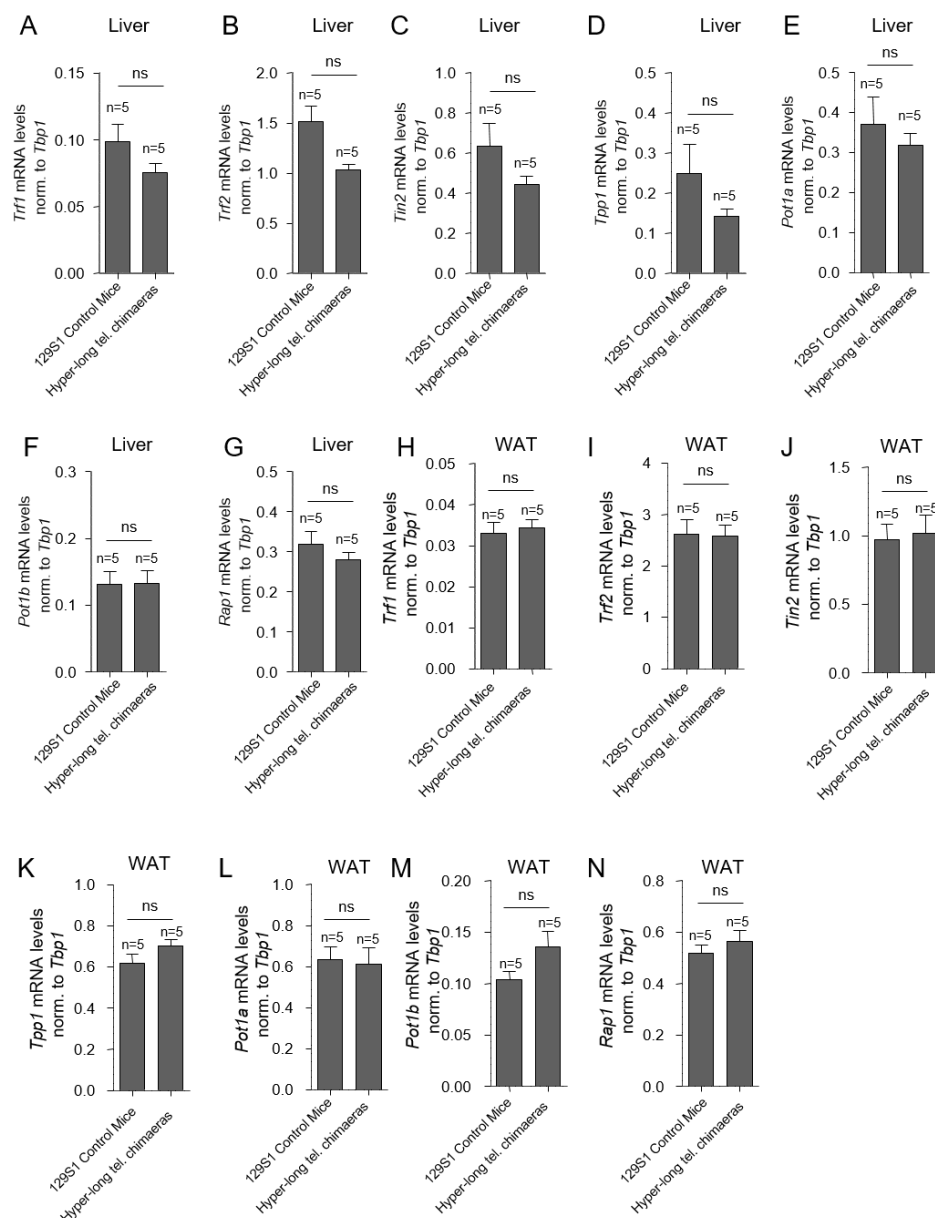 A Liver
Trf1 mRNA levels
norm. to Tbp1
0.15
0.10
0.05
0.00
ns
n=5
n=5
129S1 Control Mice
Hyper-long tel. chimaeras
B Liver
Trf2 mRNA levels
norm. to Tbp1
2.0
1.5
1.0
0.5
0.0
ns
n=5
n=5
129S1 Control Mice
Hyper-long tel. chimaeras
C Liver
Tin2 mRNA levels
norm. to Tbp1
1.0
0.8
0.6
0.4
0.2
0.0
ns
n=5
n=5
129S1 Control Mice
Hyper-long tel. chimaeras
D Liver
Tpp1 mRNA levels
norm. to Tbp1
0.5
0.4
0.3
0.2
0.1
0.0
ns
n=5
n=5
129S1 Control Mice
Hyper-long tel. chimaeras
E Liver
Pot1a mRNA levels
norm. to Tbp1
0.5
0.4
0.3
0.2
0.1
0.0
ns
n=5
n=5
129S1 Control Mice
Hyper-long tel. chimaeras
F Liver
Pot1b mRNA levels
norm. to Tbp1
0.3
0.2
0.1
0.0
ns
n=5
n=5
129S1 Control Mice
Hyper-long tel. chimaeras
G Liver
Rap1 mRNA levels
norm. to Tbp1
0.5
0.4
0.3
0.2
0.1
0.0
ns
n=5
n=5
129S1 Control Mice
Hyper-long tel. chimaeras
H WAT
Trf1 mRNA levels
norm. to Tbp1
0.05
0.04
0.03
0.02
0.01
0.00
ns
n=5
n=5
129S1 Control Mice
Hyper-long tel. chimaeras
I WAT
Trf2 mRNA levels
norm. to Tbp1
4
3
2
1
0
ns
n=5
n=5
129S1 Control Mice
Hyper-long tel. chimaeras
J WAT
Tin2 mRNA levels
norm. to Tbp1
1.5
1.0
0.5
0.0
ns
n=5
n=5
129S1 Control Mice
Hyper-long tel. chimaeras
K WAT
Tpp1 mRNA levels
norm. to Tbp1
1.0
0.8
0.6
0.4
0.2
0.0
ns
n=5
n=5
129S1 Control Mice
Hyper-long tel. chimaeras
L WAT
Pot1a mRNA levels
norm. to Tbp1
1.0
0.8
0.6
0.4
0.2
0.0
ns
n=5
n=5
129S1 Control Mice
Hyper-long tel. chimaeras
M WAT
Pot1b mRNA levels
norm. to Tbp1
0.20
0.15
0.10
0.05
0.00
ns
n=5
n=5
129S1 Control Mice
Hyper-long tel. chimaeras
N WAT
Rap1 mRNA levels
norm. to Tbp1
0.8
0.6
0.4
0.2
0.0
ns
n=5
n=5
129S1 Control Mice
Hyper-long tel. chimaeras